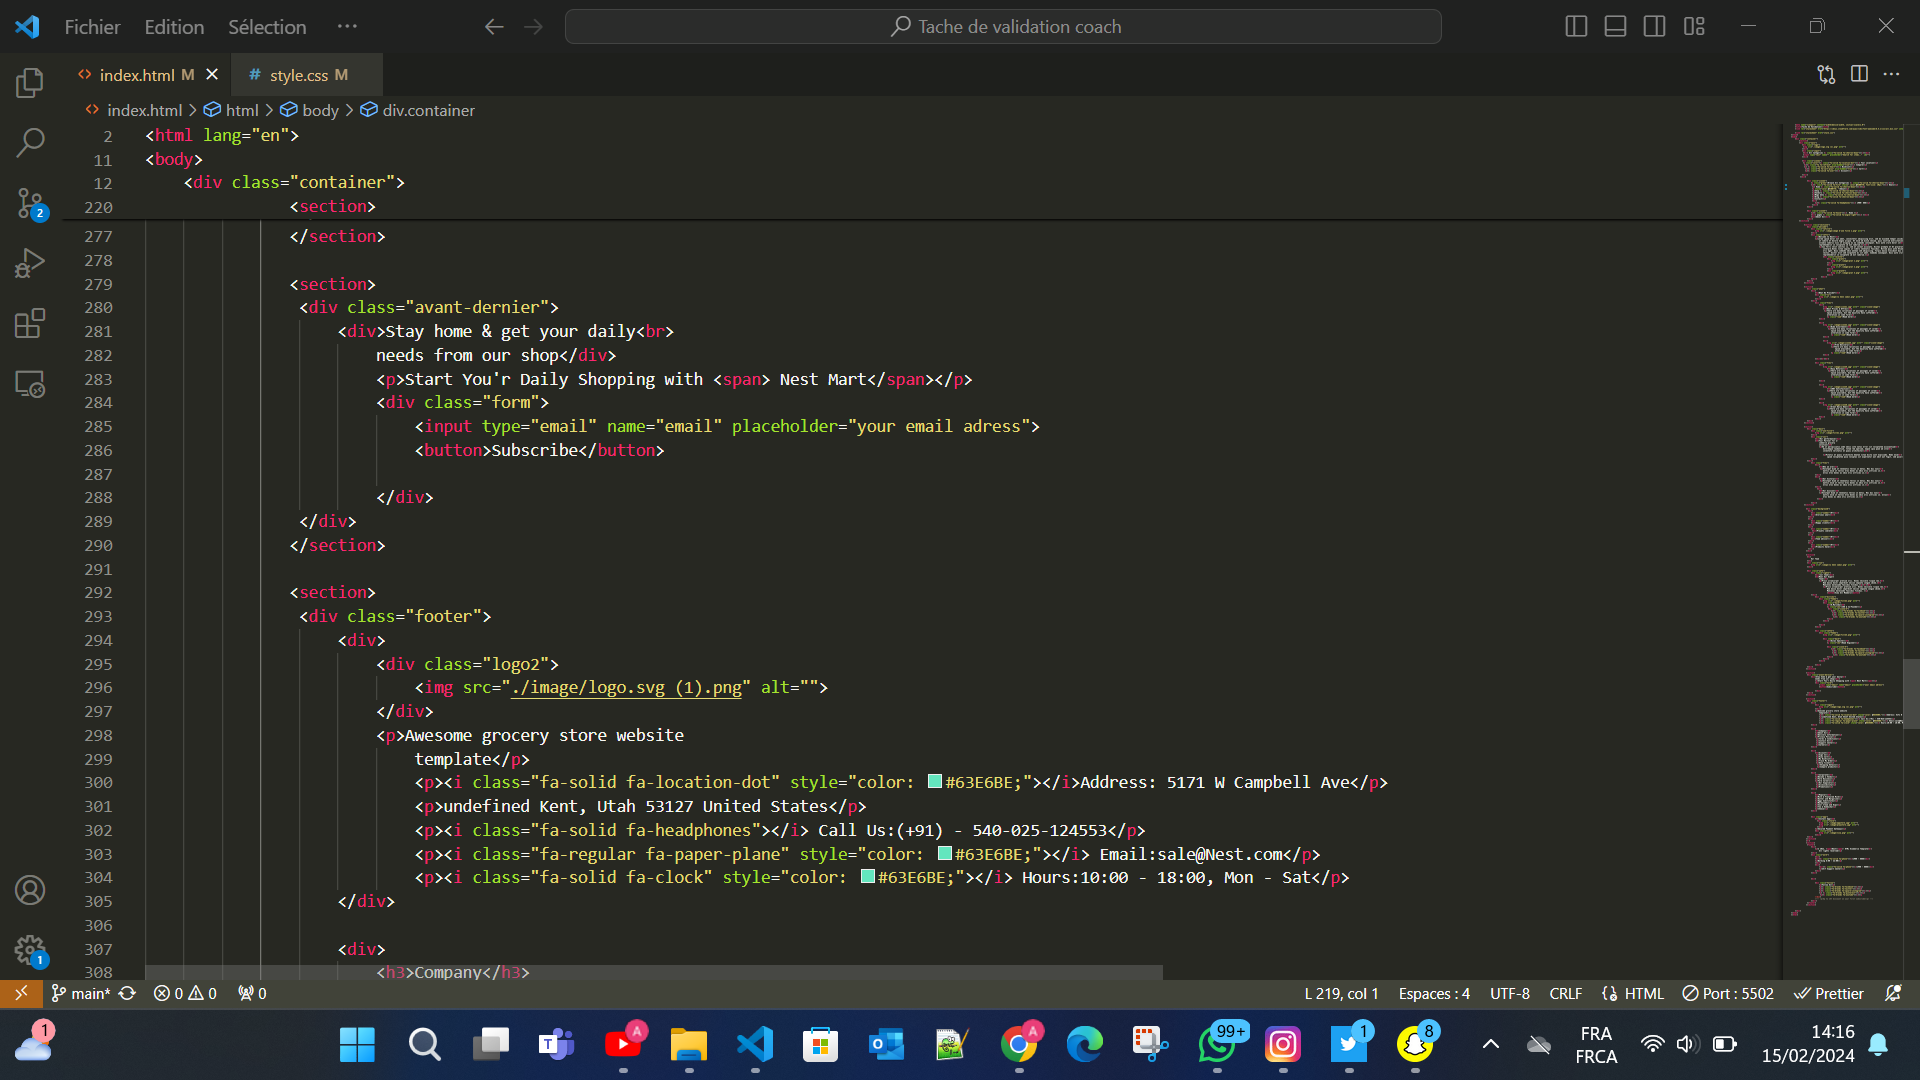 Fichier Edition Sélection ··· Tache de validation coach
index.html M # style.css M
index.html > html > body > div.container
2 <html lang="en">
11 <body>
12 <div class="container">
220 <section>
277 </section>
278
279 <section>
280 <div class="avant-dernier">
281 <div>Stay home & get your daily<br>
282 needs from our shop</div>
283 <p>Start You'r Daily Shopping with <span> Nest Mart</span></p>
284 <div class="form">
285 <input type="email" name="email" placeholder="your email adress">
286 <button>Subscribe</button>
287
288 </div>
289 </div>
290 </section>
291
292 <section>
293 <div class="footer">
294 <div>
295 <div class="logo2">
296 <img src="./image/logo.svg (1).png" alt="">
297 </div>
298 <p>Awesome grocery store website
299 template</p>
300 <p><i class="fa-solid fa-location-dot" style="color: #63E6BE;"></i>Address: 5171 W Campbell Ave</p>
301 <p>undefined Kent, Utah 53127 United States</p>
302 <p><i class="fa-solid fa-headphones"></i> Call Us:(+91) - 540-025-124553</p>
303 <p><i class="fa-regular fa-paper-plane" style="color: #63E6BE;"></i> Email:sale@Nest.com</p>
304 <p><i class="fa-solid fa-clock" style="color: #63E6BE;"></i> Hours:10:00 - 18:00, Mon - Sat</p>
305 </div>
306
307 <div>
308 <h3>Company</h3>
2
1
main* 0 0 0 L 219, col 1 Espaces : 4 UTF-8 CRLF HTML Port : 5502 Prettier
1 A A 99+ 1 8
FRA
FRCA
14:16
15/02/2024